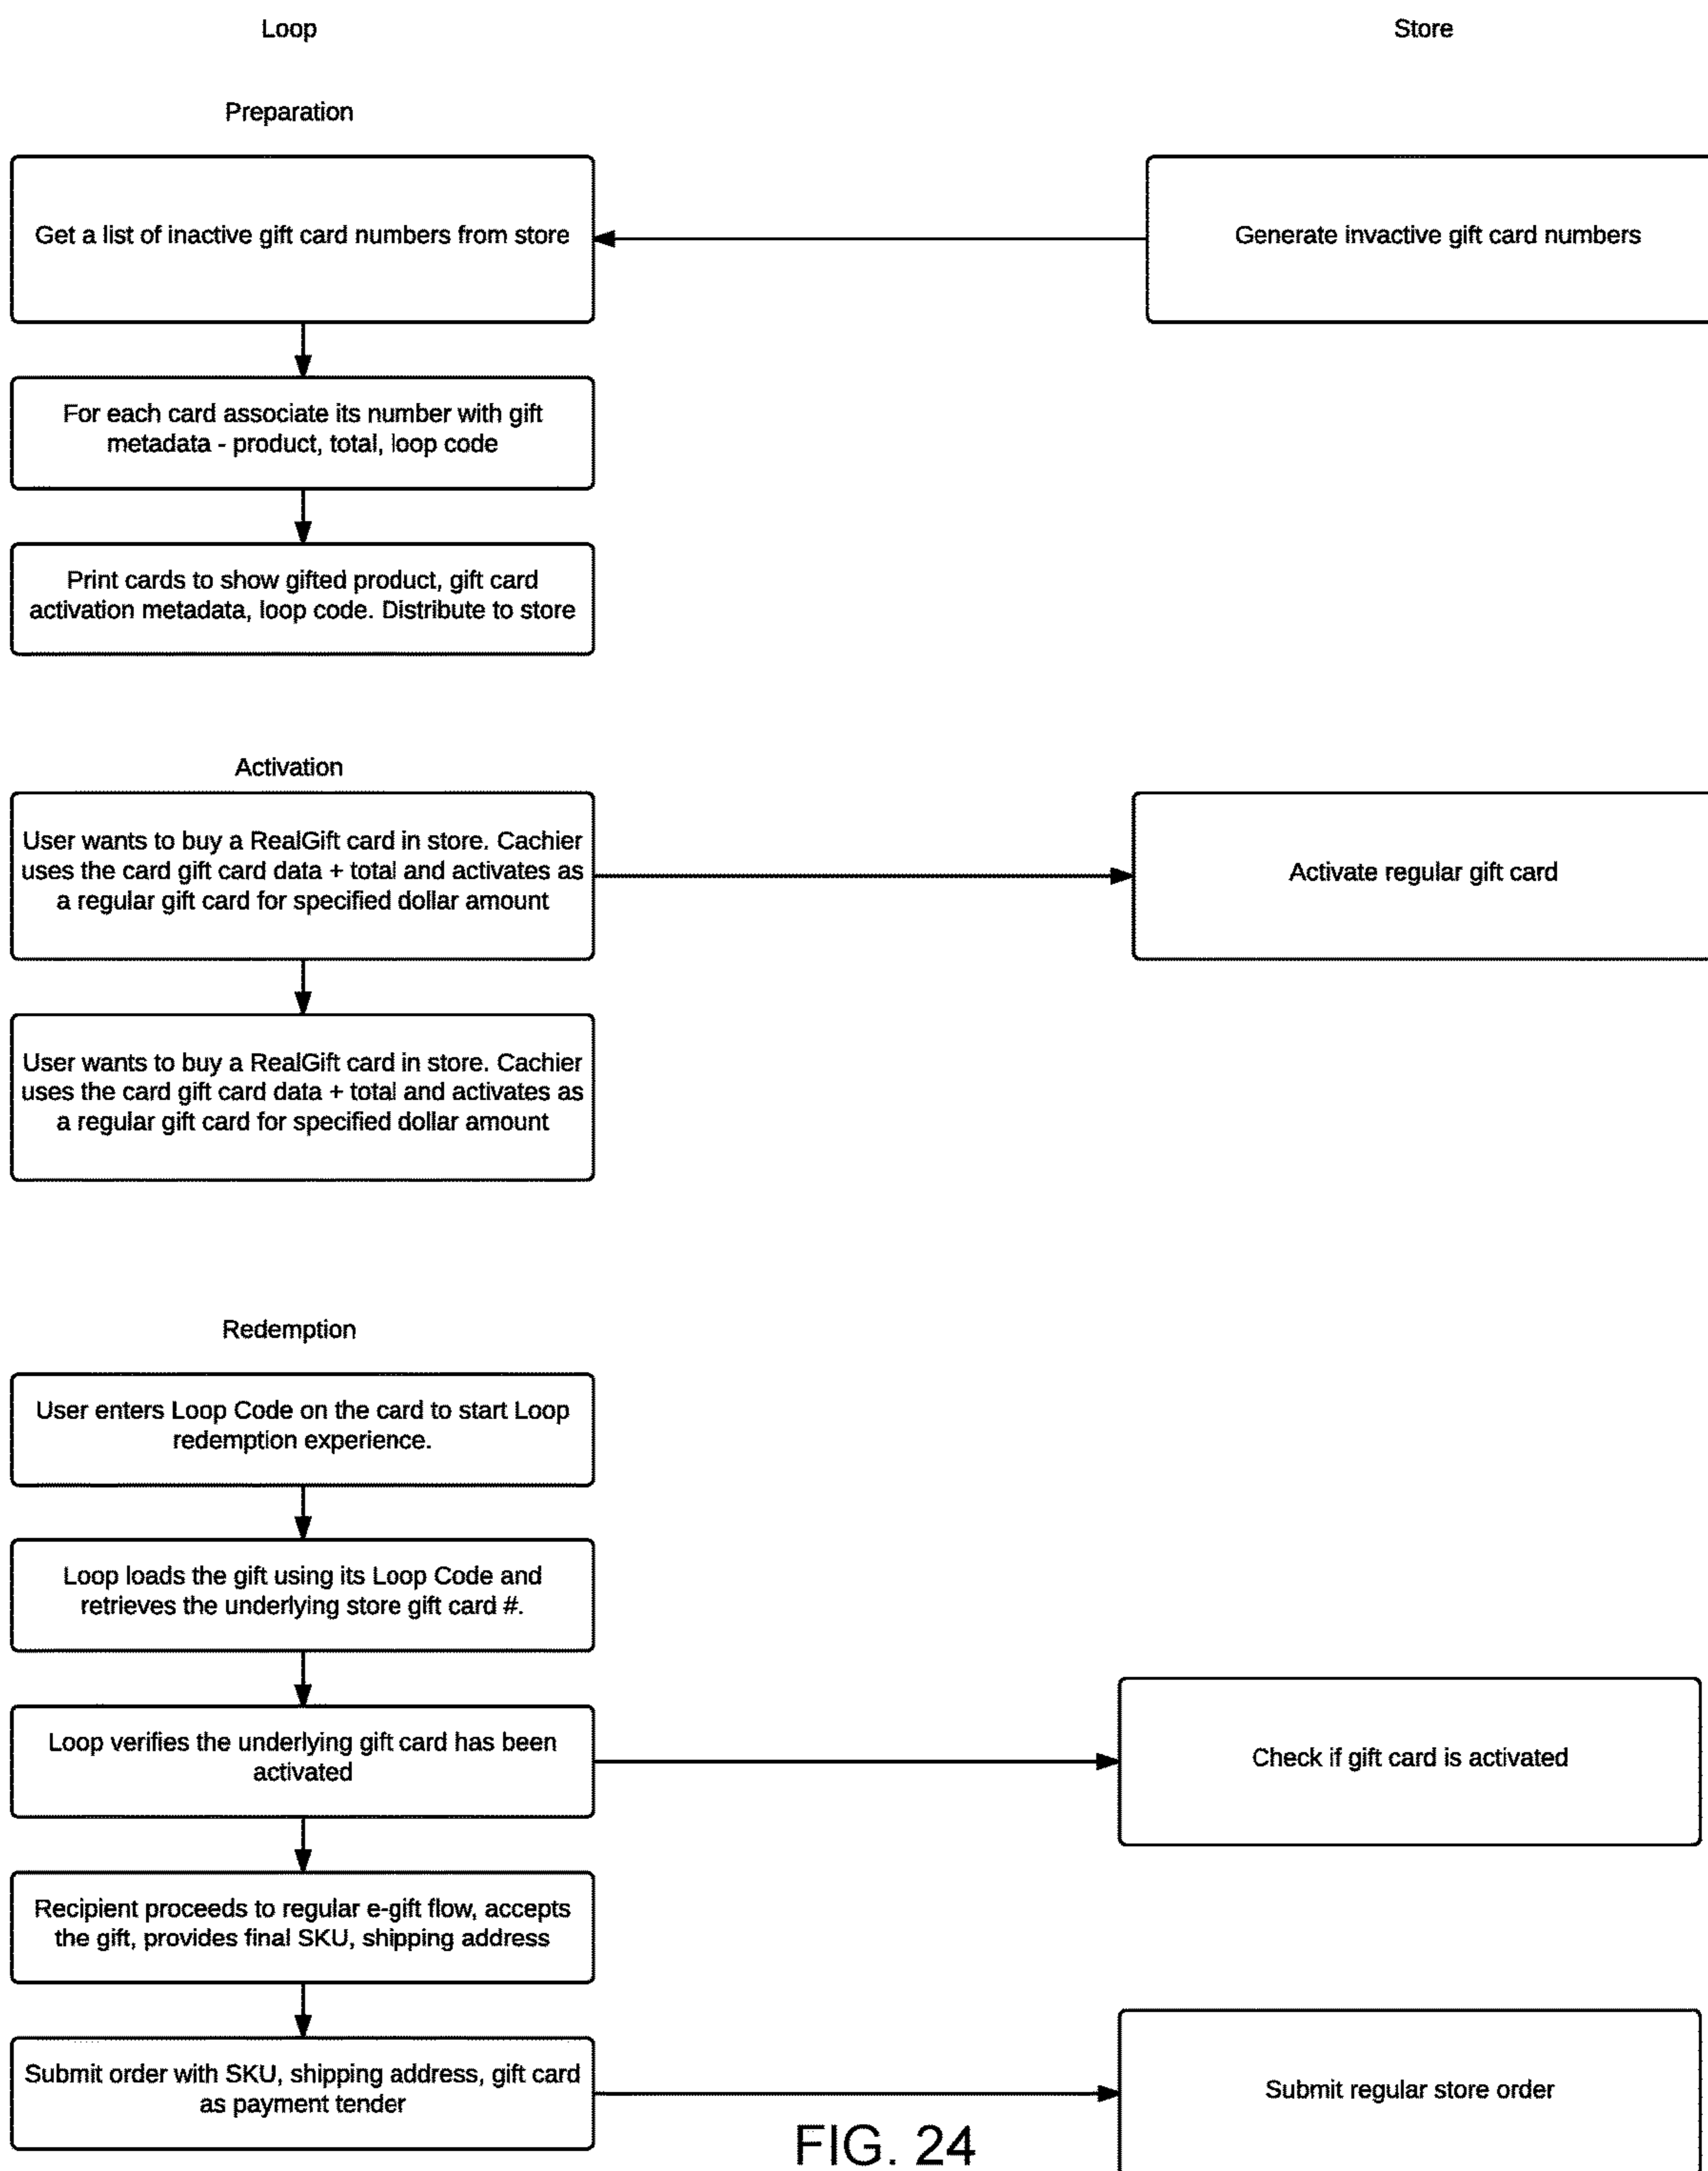 Loop
Store
Preparation
Get a list of inactive gift card numbers from store
Generate invactive gift card numbers
For each card associate its number with gift
metadata - product, total, loop code
Print cards to show gifted product, gift card
activation metadata, loop code. Distribute to store
Activation
User wants to buy a RealGift card in store. Cachier
uses the card gift card data + total and activates as
a regular gift card for specified dollar amount
Activate regular gift card
User wants to buy a RealGift card in store. Cachier
uses the card gift card data + total and activates as
a regular gift card for specified dollar amount
Redemption
User enters Loop Code on the card to start Loop
redemption experience.
Loop loads the gift using its Loop Code and
retrieves the underlying store gift card #.
Loop verifies the underlying gift card has been
activated
Check if gift card is activated
Recipient proceeds to regular e-gift flow, accepts
the gift, provides final SKU, shipping address
Submit order with SKU, shipping address, gift card
as payment tender
Submit regular store order
FIG. 24